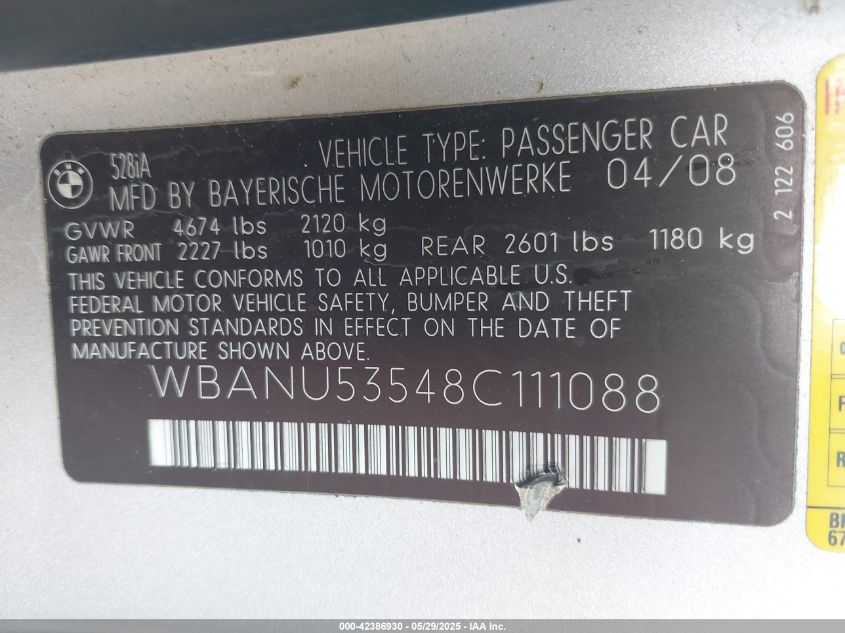 BMW
528iA
VEHICLE TYPE: PASSENGER CAR
MFD BY BAYERISCHE MOTORENWERKE 04/08
GVWR 4674 lbs 2120 kg
GAWR FRONT 2227 lbs 1010 kg REAR 2601 lbs 1180 kg
THIS VEHICLE CONFORMS TO ALL APPLICABLE U.S.
FEDERAL MOTOR VEHICLE SAFETY, BUMPER AND THEFT
PREVENTION STANDARDS IN EFFECT ON THE DATE OF
MANUFACTURE SHOWN ABOVE.
WBANU53548C111088
2 122 606
000-42386930 - 05/29/2025 - IAA Inc.